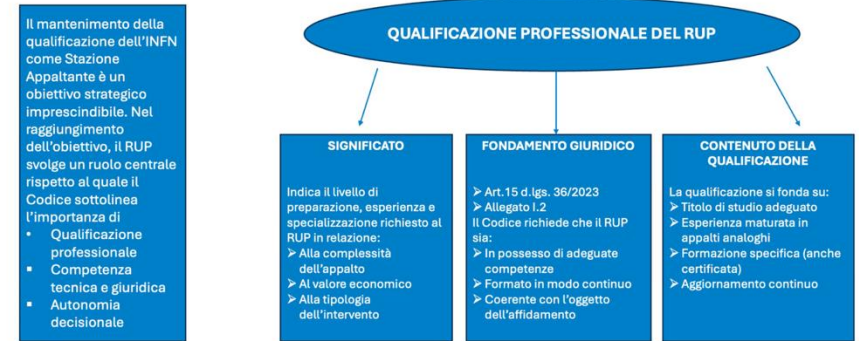 Il mantenimento della
qualificazione dell'INFN
come Stazione
Appaltante è un
obiettivo strategico
imprescindibile. Nel
raggiungimento
dell'obiettivo, il RUP
svolge un ruolo centrale
rispetto al quale il
Codice sottolinea
l'importanza di
▪ Qualificazione
professionale
▪ Competenza
tecnica e giuridica
▪ Autonomia
decisionale
QUALIFICAZIONE PROFESSIONALE DEL RUP
SIGNIFICATO
Indica il livello di
preparazione, esperienza e
specializzazione richiesto al
RUP in relazione:
➢ Alla complessità
dell'appalto
➢ Al valore economico
➢ Alla tipologia
dell'intervento
FONDAMENTO GIURIDICO
➢ Art.15 d.lgs. 36/2023
➢ Allegato I.2
Il Codice richiede che il RUP
sia:
➢ In possesso di adeguate
competenze
➢ Formato in modo continuo
➢ Coerente con l'oggetto
dell'affidamento
CONTENUTO DELLA
QUALIFICAZIONE
La qualificazione si fonda su:
➢ Titolo di studio adeguato
➢ Esperienza maturata in
appalti analoghi
➢ Formazione specifica (anche
certificata)
➢ Aggiornamento continuo